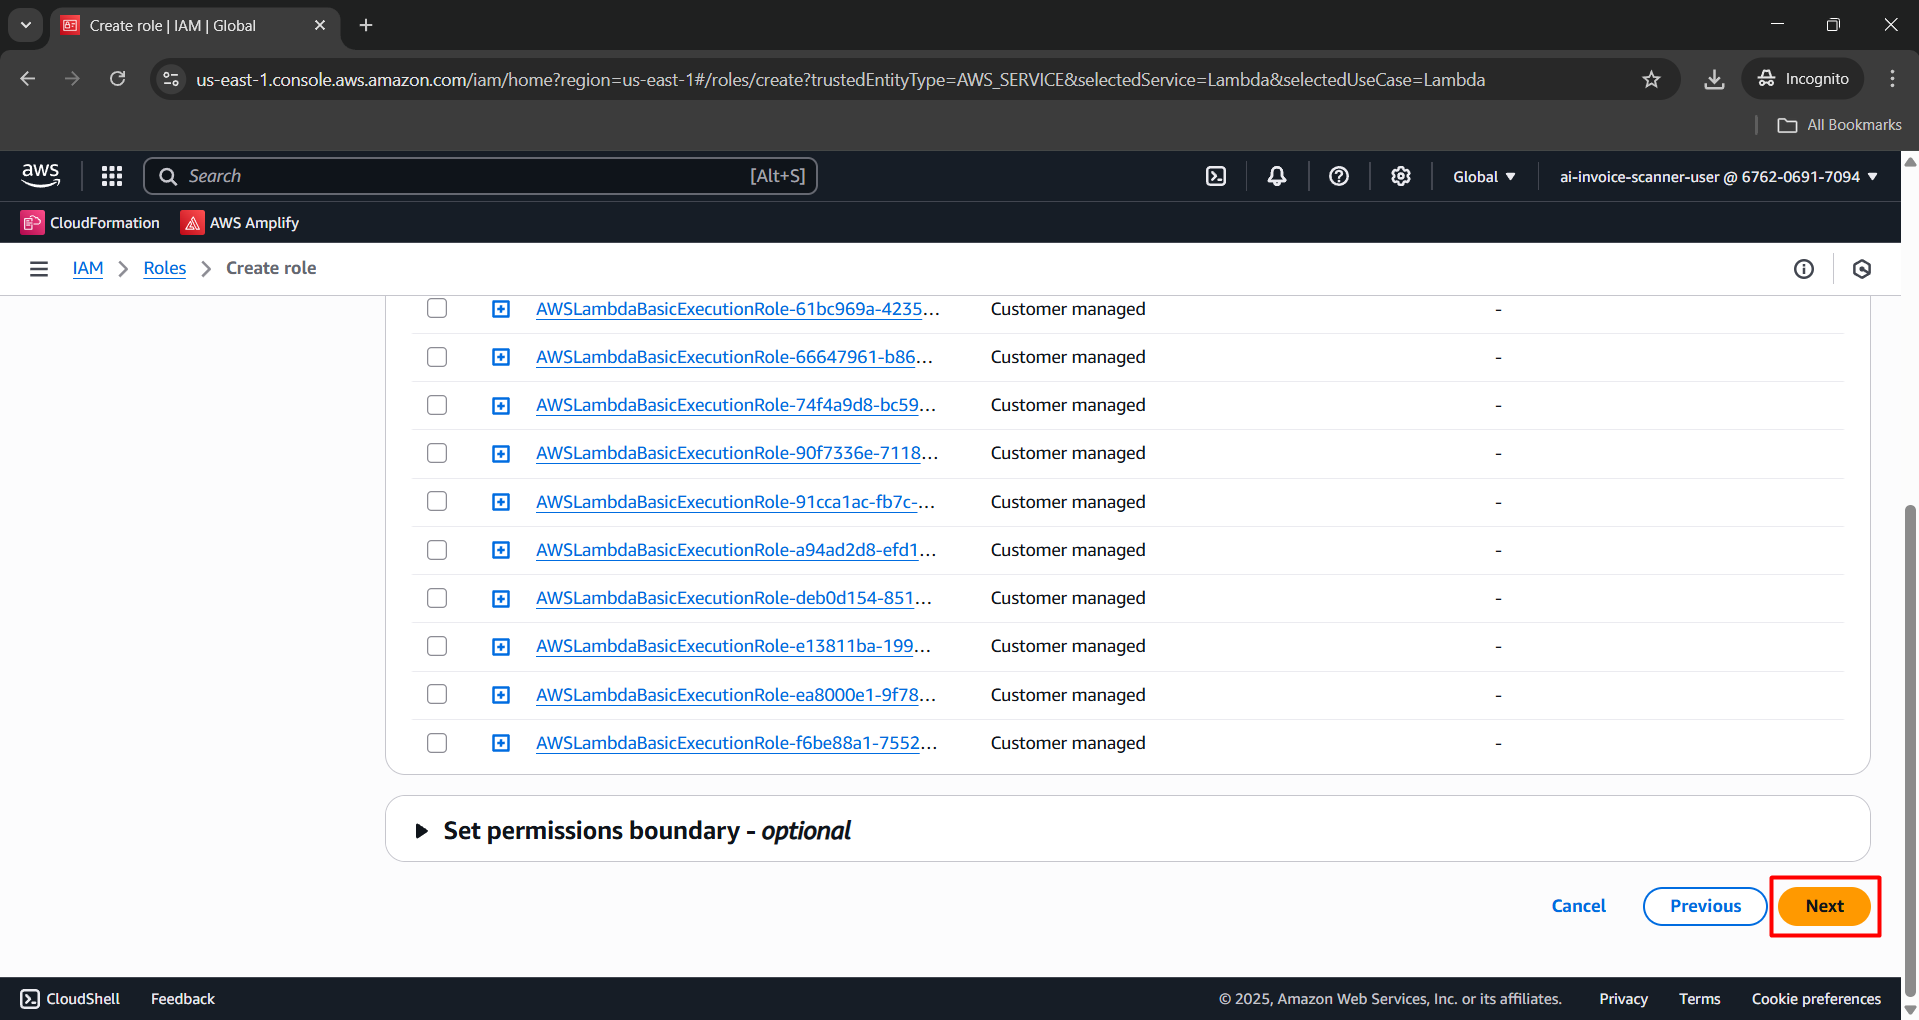 Create role | IAM | Global
us-east-1.console.aws.amazon.com/iam/home?region=us-east-1#/roles/create?trustedEntityType=AWS_SERVICE&selectedService=Lambda&selectedUseCase=Lambda
Incognito
All Bookmarks
aws
Search
[Alt+S]
Global
ai-invoice-scanner-user @ 6762-0691-7094
CloudFormation
AWS Amplify
IAM
Roles
Create role
AWSLambdaBasicExecutionRole-61bc969a-4235... Customer managed -
AWSLambdaBasicExecutionRole-66647961-b86... Customer managed -
AWSLambdaBasicExecutionRole-74f4a9d8-bc59... Customer managed -
AWSLambdaBasicExecutionRole-90f7336e-7118... Customer managed -
AWSLambdaBasicExecutionRole-91cca1ac-fb7c-... Customer managed -
AWSLambdaBasicExecutionRole-a94ad2d8-efd1... Customer managed -
AWSLambdaBasicExecutionRole-deb0d154-851... Customer managed -
AWSLambdaBasicExecutionRole-e13811ba-199... Customer managed -
AWSLambdaBasicExecutionRole-ea8000e1-9f78... Customer managed -
AWSLambdaBasicExecutionRole-f6be88a1-7552... Customer managed -
Set permissions boundary - optional
Cancel
Previous
Next
CloudShell
Feedback
© 2025, Amazon Web Services, Inc. or its affiliates.
Privacy
Terms
Cookie preferences